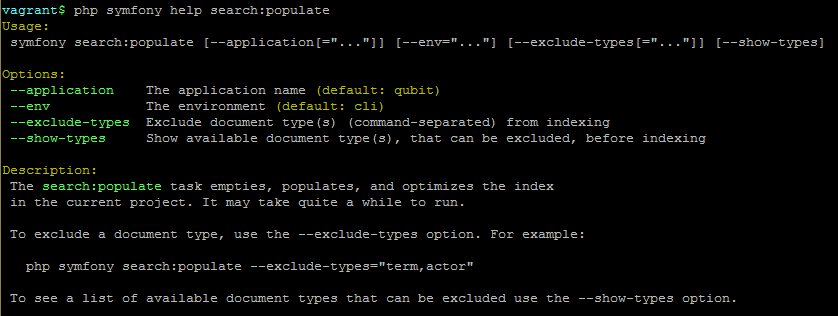 vagrant$ php symfony help search:populate
Usage:
symfony search:populate [--application[="..."]] [--env="..."] [--exclude-types[="..."]] [--show-types]
Options:
--application    The application name (default: qubit)
--env            The environment (default: cli)
--exclude-types  Exclude document type(s) (command-separated) from indexing
--show-types     Show available document type(s), that can be excluded, before indexing
Description:
The search:populate task empties, populates, and optimizes the index
in the current project. It may take quite a while to run.
To exclude a document type, use the --exclude-types option. For example:
php symfony search:populate --exclude-types="term,actor"
To see a list of available document types that can be excluded use the --show-types option.